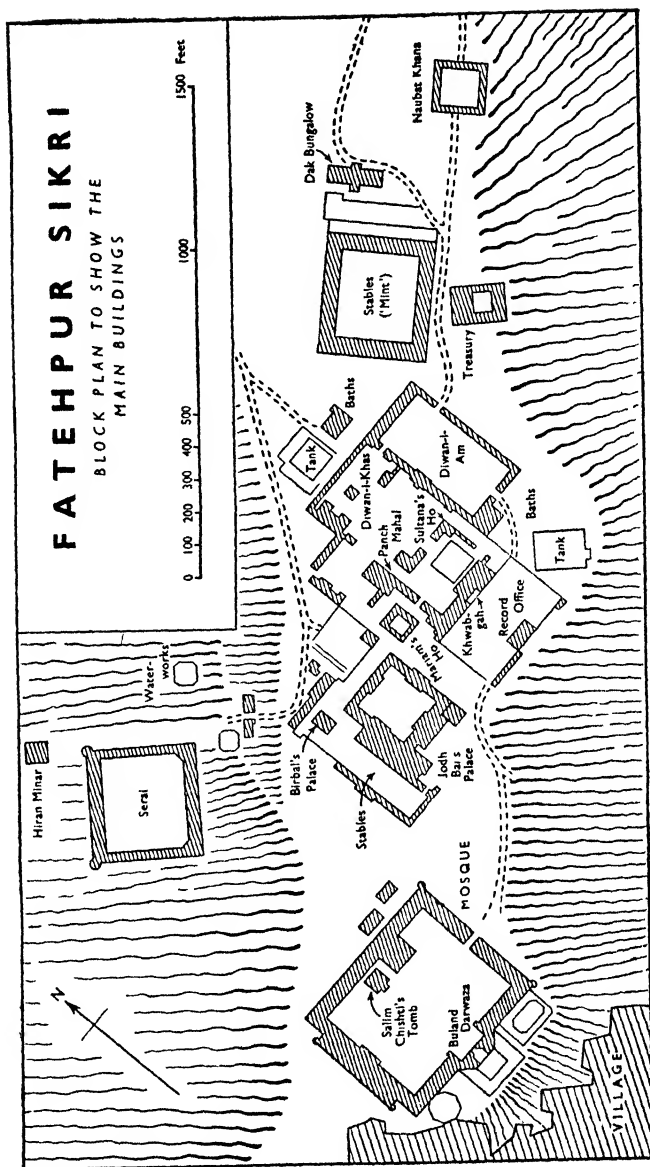 FATEHPUR SIKRI
BLOCK PLAN TO SHOW THE
MAIN BUILDINGS
0 100 200 300 400 500 1000 1500 Feet
N
Hiran Minar
Serai
Water-
works
Tank
Baths
Dak Bungalow
Stables
('Mint')
Naubat Khana
Treasury
Birbal's
Palace
Stables
Jodh
Bai's
Palace
Mariam's
Ho
Panch
Mahal
Sultana's
Ho
Diwan-i-Khas
Diwan-i-
Am
Khwab-
gah
Record
Office
Baths
Tank
MOSQUE
Salim
Chishti's
Tomb
Buland
Darwaza
VILLAGE